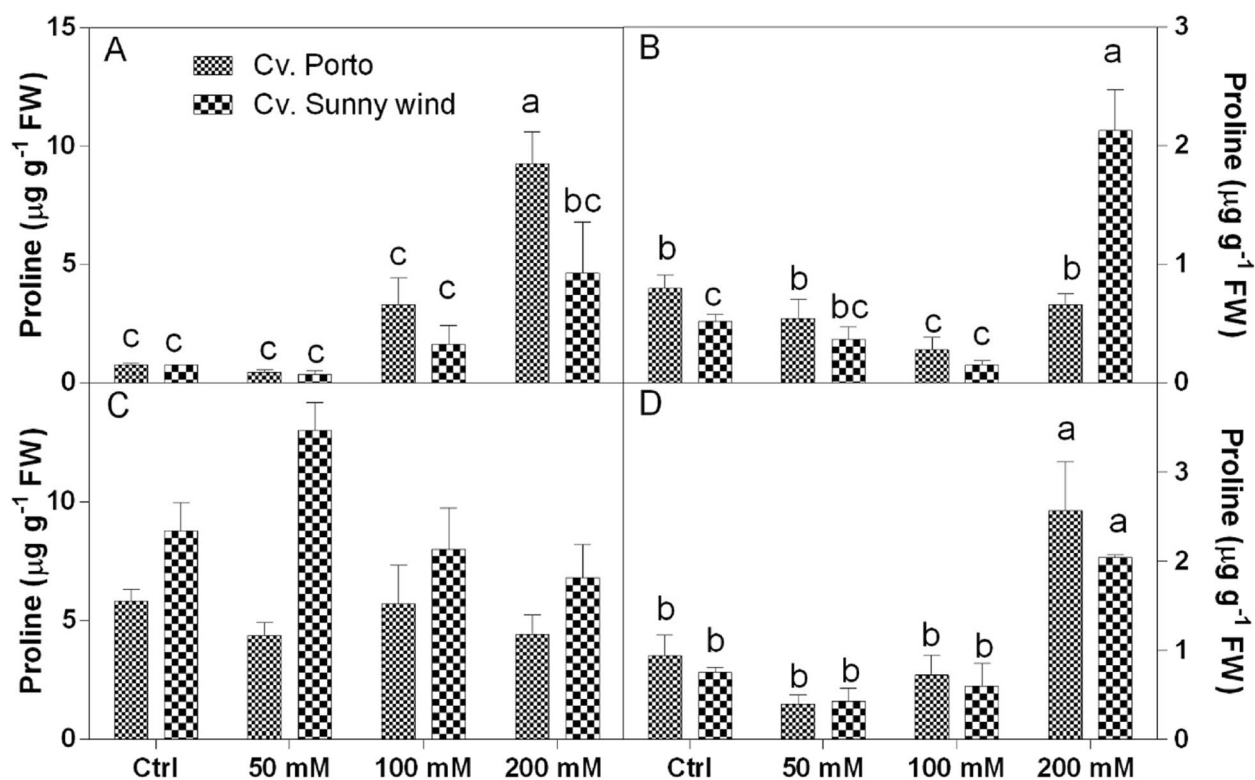 15
10
5
0
Proline (μg g⁻¹ FW)
A
Cv. Porto
Cv. Sunny wind
c
c
c
c
c
c
a
bc
B
b
c
b
bc
c
c
b
a
3
2
1
0
Proline (μg g⁻¹ FW)
10
5
0
Proline (μg g⁻¹ FW)
C
D
b
b
b
b
b
b
a
a
3
2
1
0
Proline (μg g⁻¹ FW)
Ctrl 50 mM 100 mM 200 mM Ctrl 50 mM 100 mM 200 mM